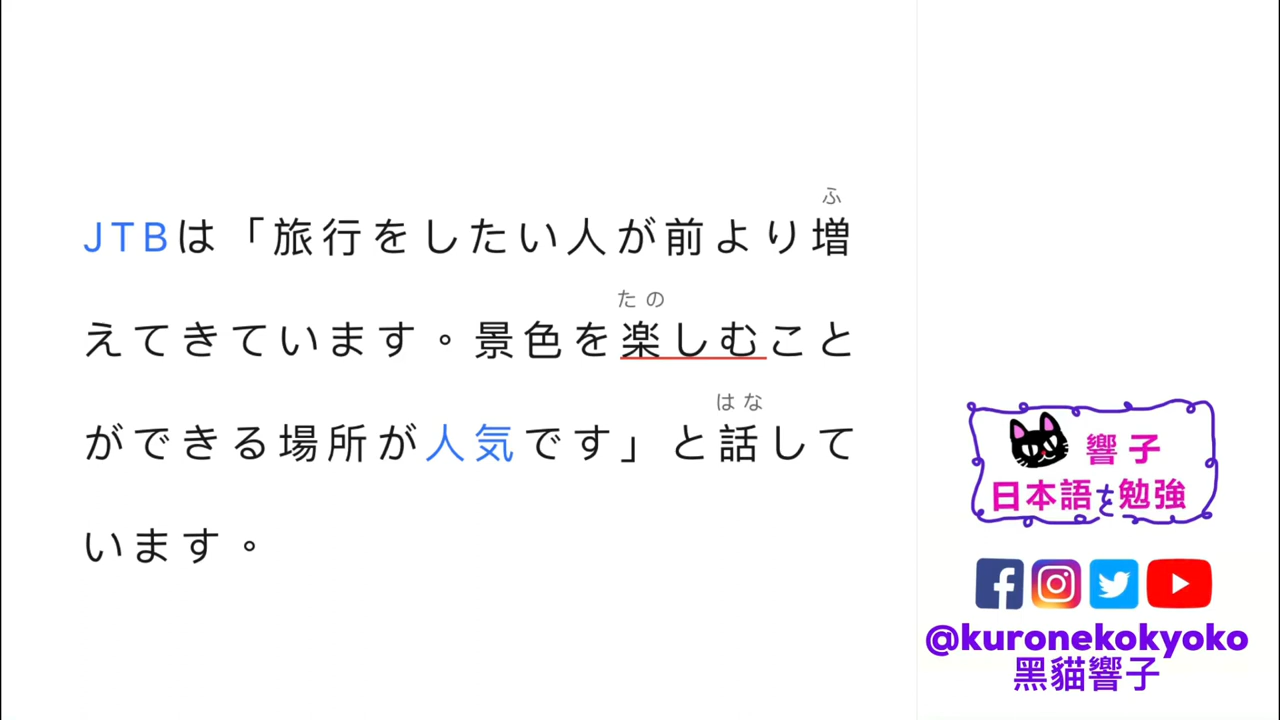 ふ
JTBは「旅行をしたい人が前より増
たの
えてきています。景色を楽しむこと
はな
ができる場所が人気です」と話して
います。
響子
日本語を勉強
@kuronekokyoko
黑貓響子